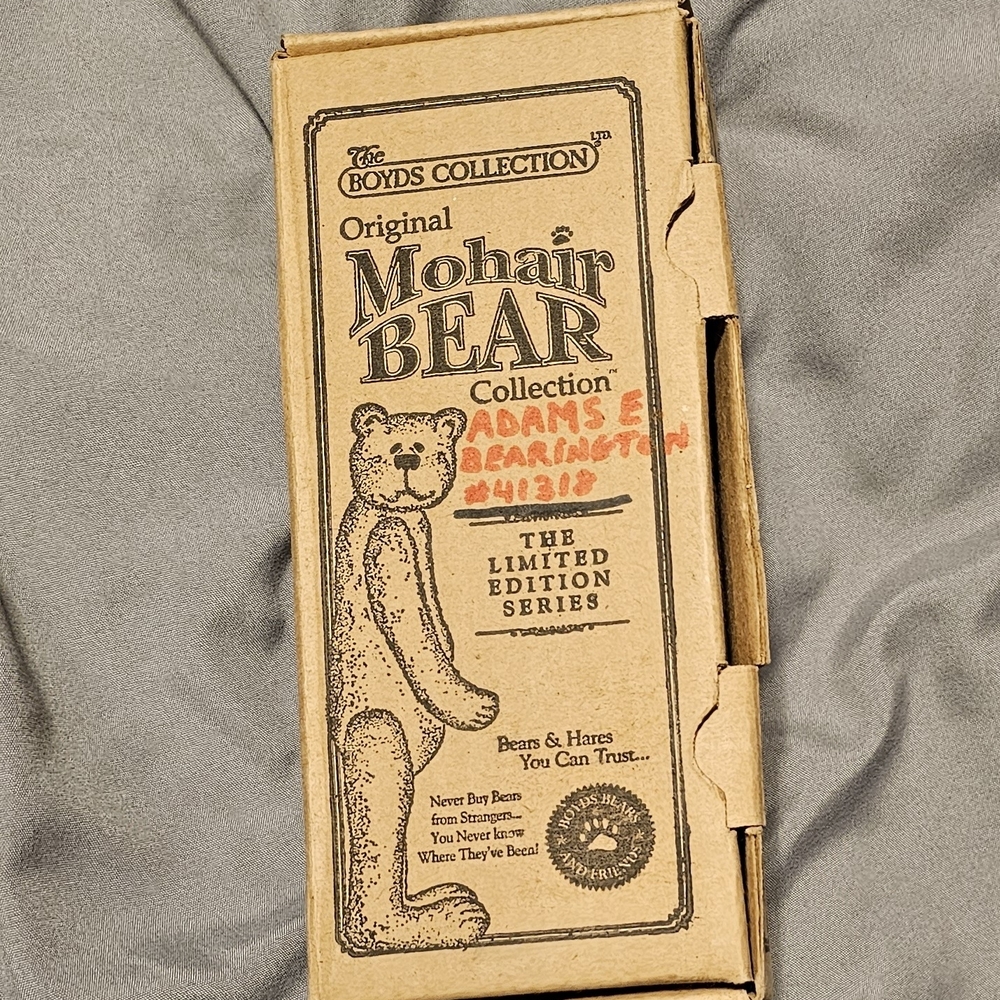 The
BOYDS COLLECTION LTD.
Original
Mohair
BEAR
Collection™
ADAMS E
BEARINGTON
#41318
THE
LIMITED
EDITION
SERIES
Bears & Hares
You Can Trust...
Never Buy Bears
from Strangers...
You Never know
Where They've Been!
BOYDS BEARS
AND FRIENDS